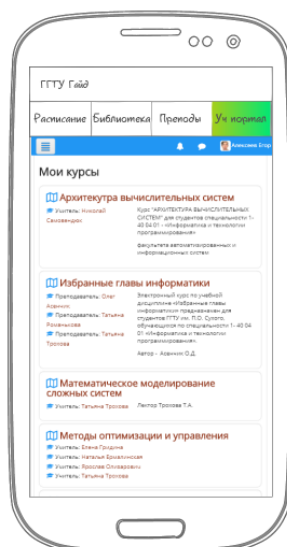 ГГТУ Гайд
Расписание Библиотека Преподы Уч портал
Алексеев Егор
Мои курсы
Архитектура вычислительных систем
Учитель: Николай Самовендюк
Курс "АРХИТЕКТУРА ВЫЧИСЛИТЕЛЬНЫХ
СИСТЕМ" для студентов специальности 1-
40 04 01 - «Информатика и технологии
программирования»
факультета автоматизированных и
информационных систем
Избранные главы информатики
Преподаватель: Олег Асенчик
Преподаватель: Татьяна Романькова
Преподаватель: Татьяна Трохова
Электронный курс по учебной
дисциплине «Избранные главы
информатики» предназначен для
студентов ГГТУ им. П.О. Сухого,
обучающихся по специальности 1- 40 04
01 «Информатика и технологии
программирования».
Автор - Асенчик О.Д.
Математическое моделирование
сложных систем
Учитель: Татьяна Трохова
Лектор Трохова Т.А.
Методы оптимизации и управления
Учитель: Елена Гридина
Учитель: Наталья Ермалинская
Учитель: Ярослав Оликарович
Учитель: Татьяна Трохова